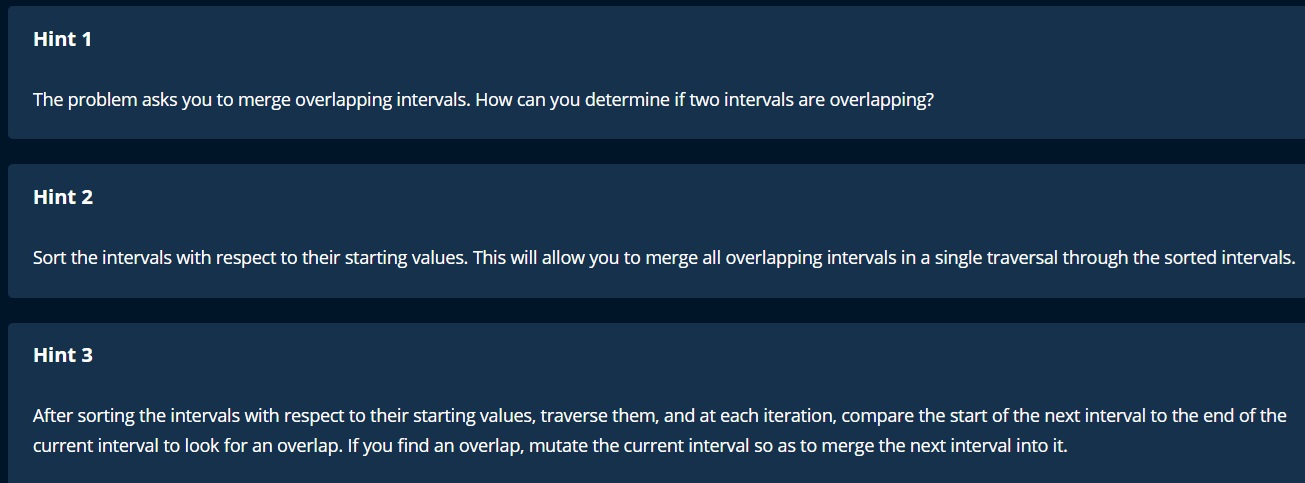 Hint 1
The problem asks you to merge overlapping intervals. How can you determine if two intervals are overlapping?
Hint 2
Sort the intervals with respect to their starting values. This will allow you to merge all overlapping intervals in a single traversal through the sorted intervals.
Hint 3
After sorting the intervals with respect to their starting values, traverse them, and at each iteration, compare the start of the next interval to the end of the
current interval to look for an overlap. If you find an overlap, mutate the current interval so as to merge the next interval into it.